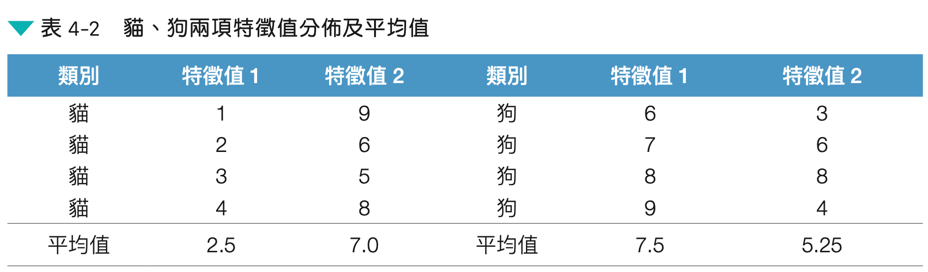 表 4-2 貓、狗兩項特徵值分佈及平均值
類別 特徵值 1 特徵值 2 類別 特徵值 1 特徵值 2
貓 1 9 狗 6 3
貓 2 6 狗 7 6
貓 3 5 狗 8 8
貓 4 8 狗 9 4
平均值 2.5 7.0 平均值 7.5 5.25